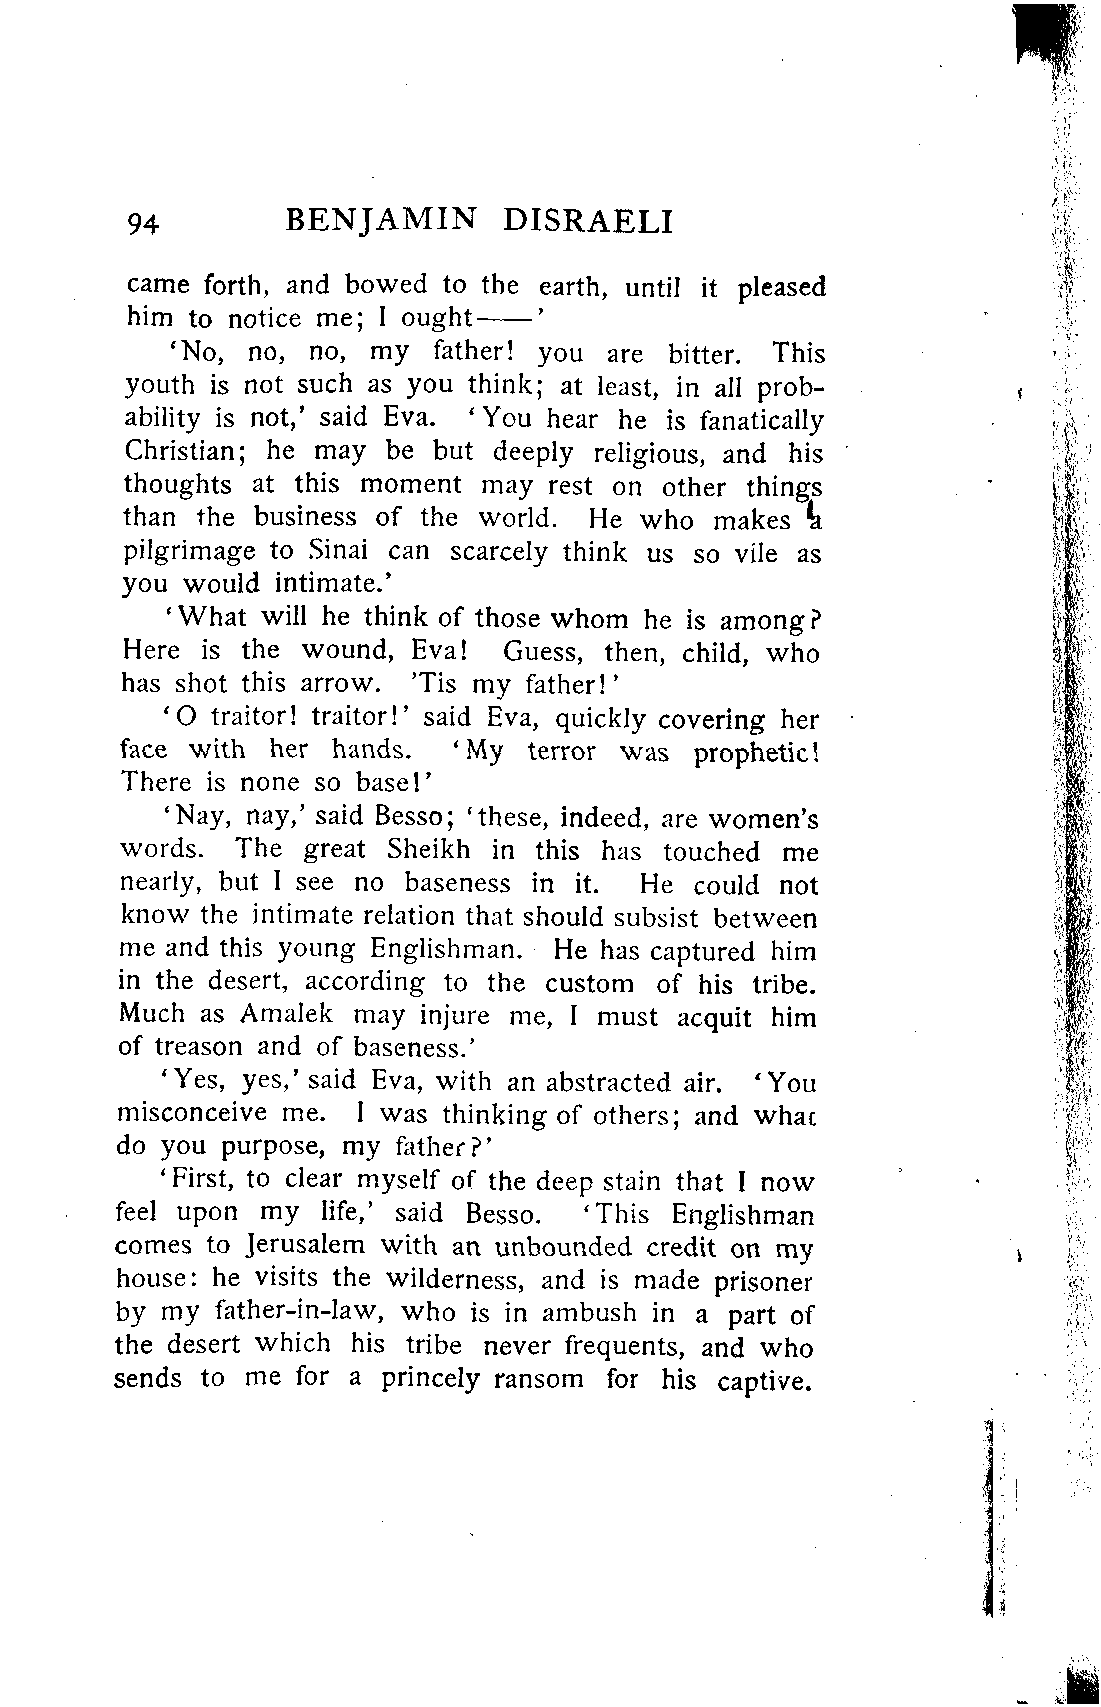 94 BENJAMIN DISRAELI
came forth, and bowed to the earth, until it pleased
him to notice me; I ought——’
‘No, no, no, my father! you are bitter. This
youth is not such as you think; at least, in all prob-
ability is not,’ said Eva. ‘You hear he is fanatically
Christian; he may be but deeply religious, and his
thoughts at this moment may rest on other things
than the business of the world. He who makes a
pilgrimage to Sinai can scarcely think us so vile as
you would intimate.’
‘What will he think of those whom he is among?
Here is the wound, Eva! Guess, then, child, who
has shot this arrow. ’Tis my father!’
‘O traitor! traitor!’ said Eva, quickly covering her
face with her hands. ‘My terror was prophetic!
There is none so base!’
‘Nay, nay,’ said Besso; ‘these, indeed, are women’s
words. The great Sheikh in this has touched me
nearly, but I see no baseness in it. He could not
know the intimate relation that should subsist between
me and this young Englishman. He has captured him
in the desert, according to the custom of his tribe.
Much as Amalek may injure me, I must acquit him
of treason and of baseness.’
‘Yes, yes,’ said Eva, with an abstracted air. ‘You
misconceive me. I was thinking of others; and what
do you purpose, my father?’
‘First, to clear myself of the deep stain that I now
feel upon my life,’ said Besso. ‘This Englishman
comes to Jerusalem with an unbounded credit on my
house: he visits the wilderness, and is made prisoner
by my father-in-law, who is in ambush in a part of
the desert which his tribe never frequents, and who
sends to me for a princely ransom for his captive.